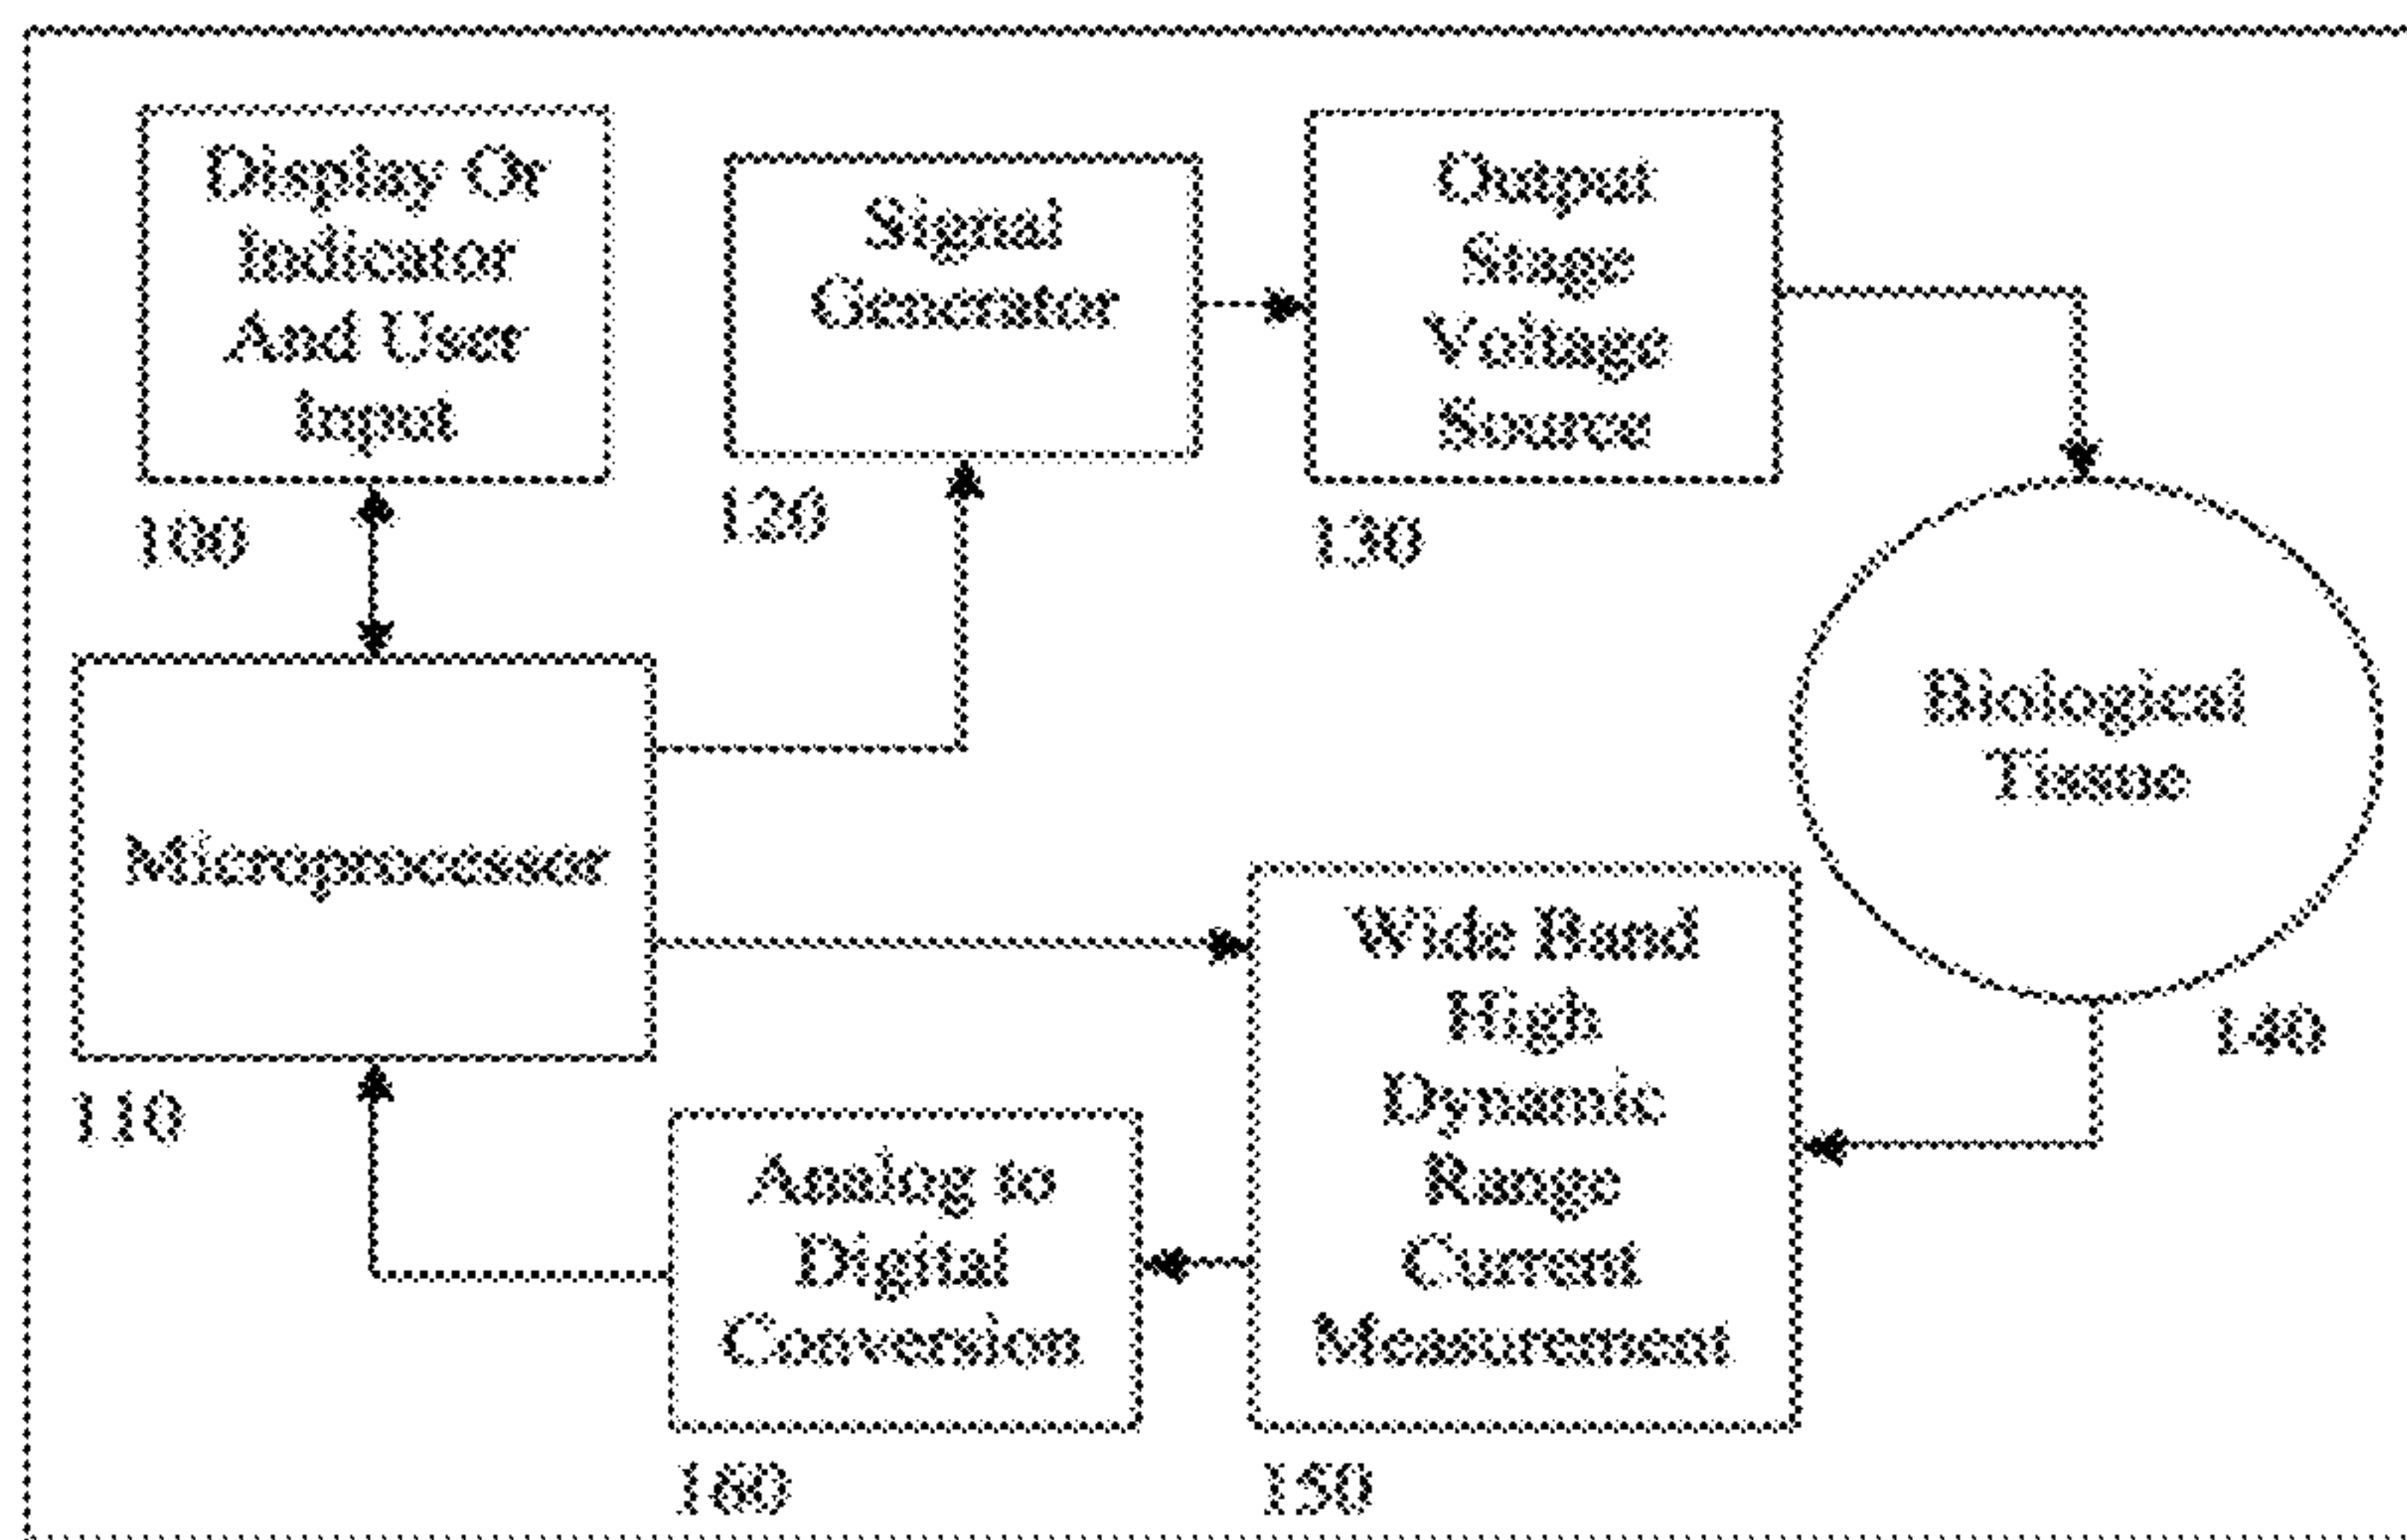 Display Or
Indicator
And User
Input
100
Signal
Generator
120
Output
Stage
Voltage
Source
130
Biological
Tissue
140
Microprocessor
110
Wide Band
High
Dynamic
Range
Current
Measurement
150
Analog to
Digital
Conversion
160